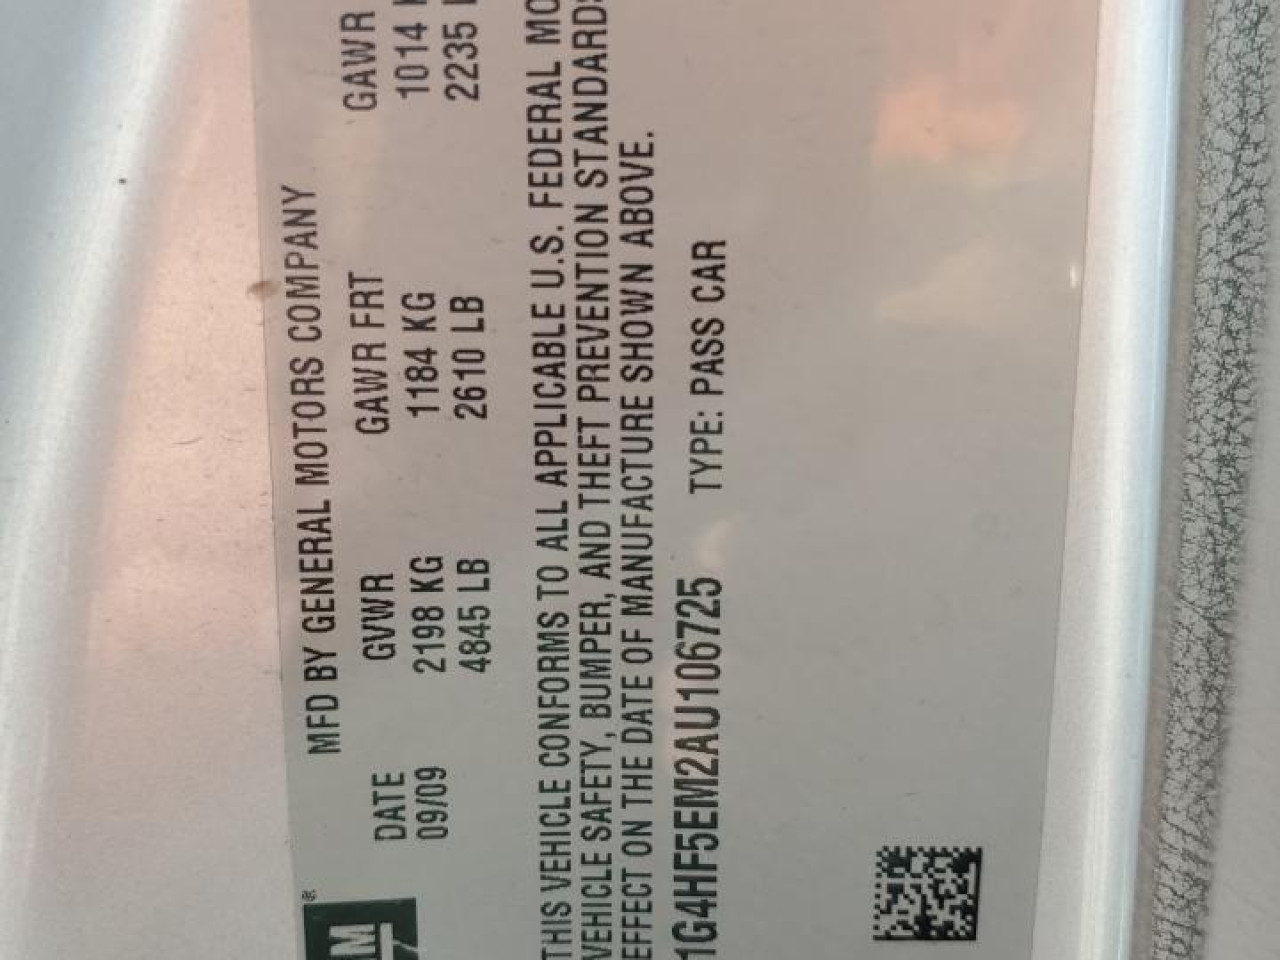 GM ®
MFD BY GENERAL MOTORS COMPANY
DATE GVWR GAWR FRT GAWR
09/09 2198 KG 1184 KG 1014
4845 LB 2610 LB 2235
THIS VEHICLE CONFORMS TO ALL APPLICABLE U.S. FEDERAL MO
VEHICLE SAFETY, BUMPER, AND THEFT PREVENTION STANDARDS
EFFECT ON THE DATE OF MANUFACTURE SHOWN ABOVE.
1G4HF5EM2AU106725 TYPE: PASS CAR